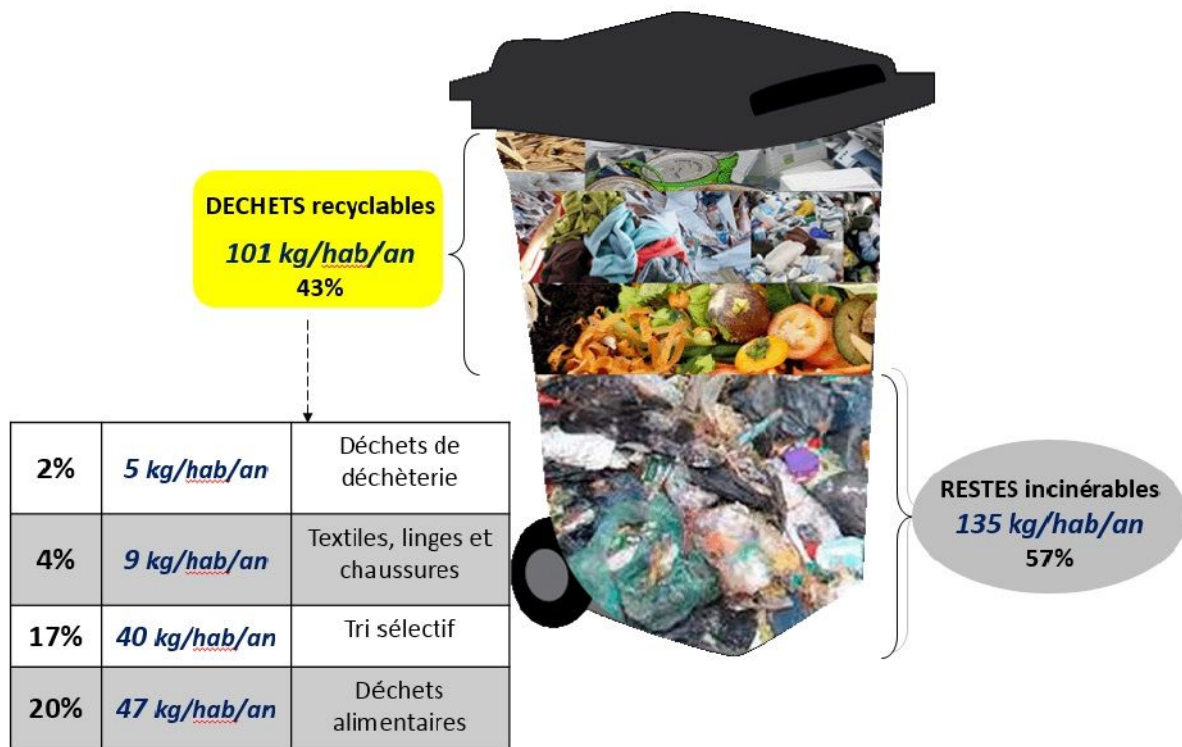 DECHETS recyclables
101 kg/hab/an
43%
2%
5 kg/hab/an
Déchets de
déchèterie
4%
9 kg/hab/an
Textiles, linges et
chaussures
17%
40 kg/hab/an
Tri sélectif
20%
47 kg/hab/an
Déchets
alimentaires
RESTES incinérables
135 kg/hab/an
57%